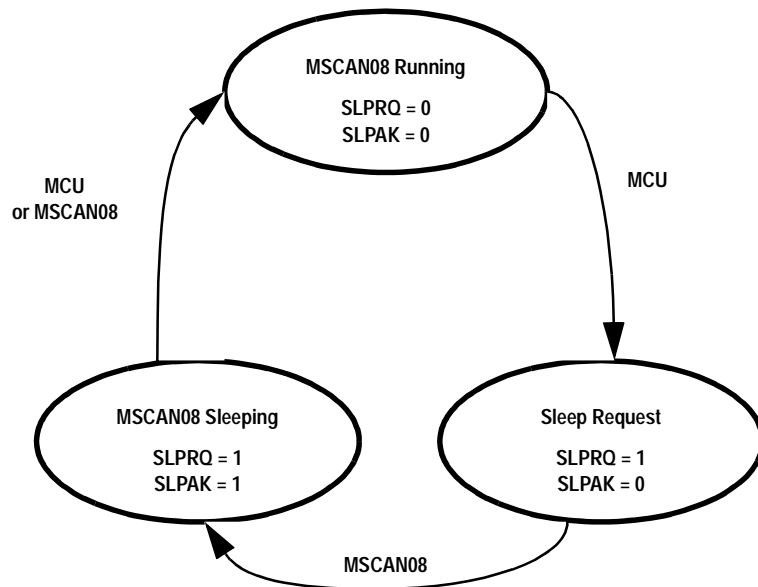 MSCAN08 Running
SLPRQ = 0
SLPAK = 0
MCU
or MSCAN08
MCU
MSCAN08 Sleeping
SLPRQ = 1
SLPAK = 1
Sleep Request
SLPRQ = 1
SLPAK = 0
MSCAN08